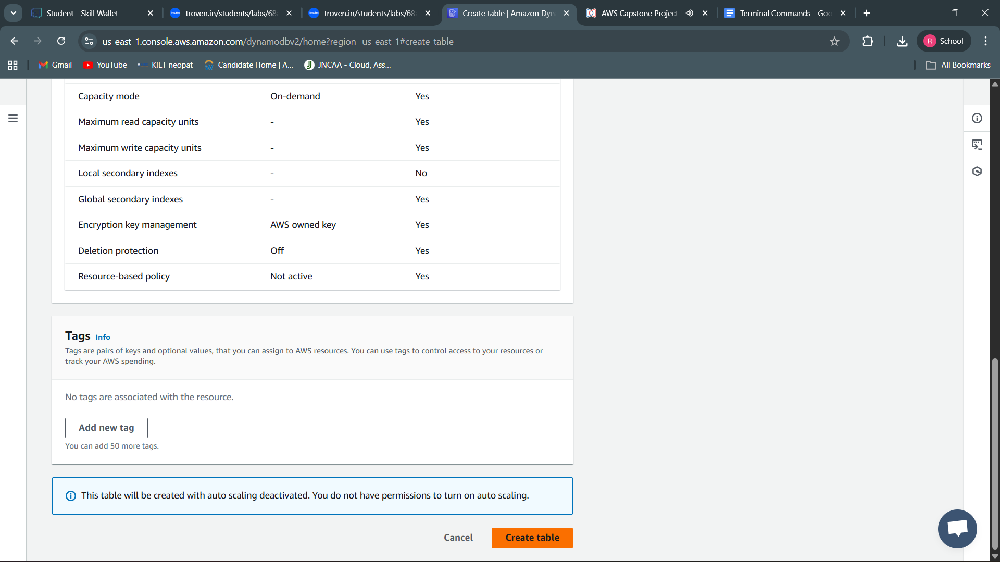 Student - Skill Wallet
troven.in/students/labs/68
troven.in/students/labs/68
Create table | Amazon Dyn
AWS Capstone Project
Terminal Commands - Goo
us-east-1.console.aws.amazon.com/dynamodbv2/home?region=us-east-1#create-table
R
School
Gmail
YouTube
KIET neopat
Candidate Home | A...
JNCAA - Cloud, Ass...
All Bookmarks
Capacity mode On-demand Yes
Maximum read capacity units - Yes
Maximum write capacity units - Yes
Local secondary indexes - No
Global secondary indexes - Yes
Encryption key management AWS owned key Yes
Deletion protection Off Yes
Resource-based policy Not active Yes
Tags Info
Tags are pairs of keys and optional values, that you can assign to AWS resources. You can use tags to control access to your resources or
track your AWS spending.
No tags are associated with the resource.
Add new tag
You can add 50 more tags.
This table will be created with auto scaling deactivated. You do not have permissions to turn on auto scaling.
Cancel
Create table